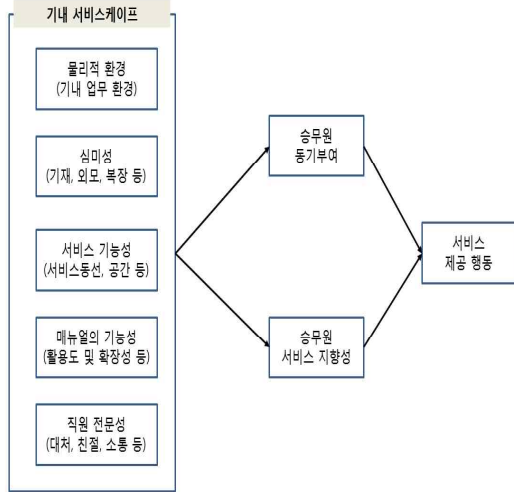 기내 서비스케이프
물리적 환경
(기내 업무 환경)
심미성
(기재, 외모, 복장 등)
서비스 기능성
(서비스동선, 공간 등)
매뉴얼의 기능성
(활용도 및 확장성 등)
직원 전문성
(대처, 친절, 소통 등)
승무원
동기부여
승무원
서비스 지향성
서비스
제공 행동